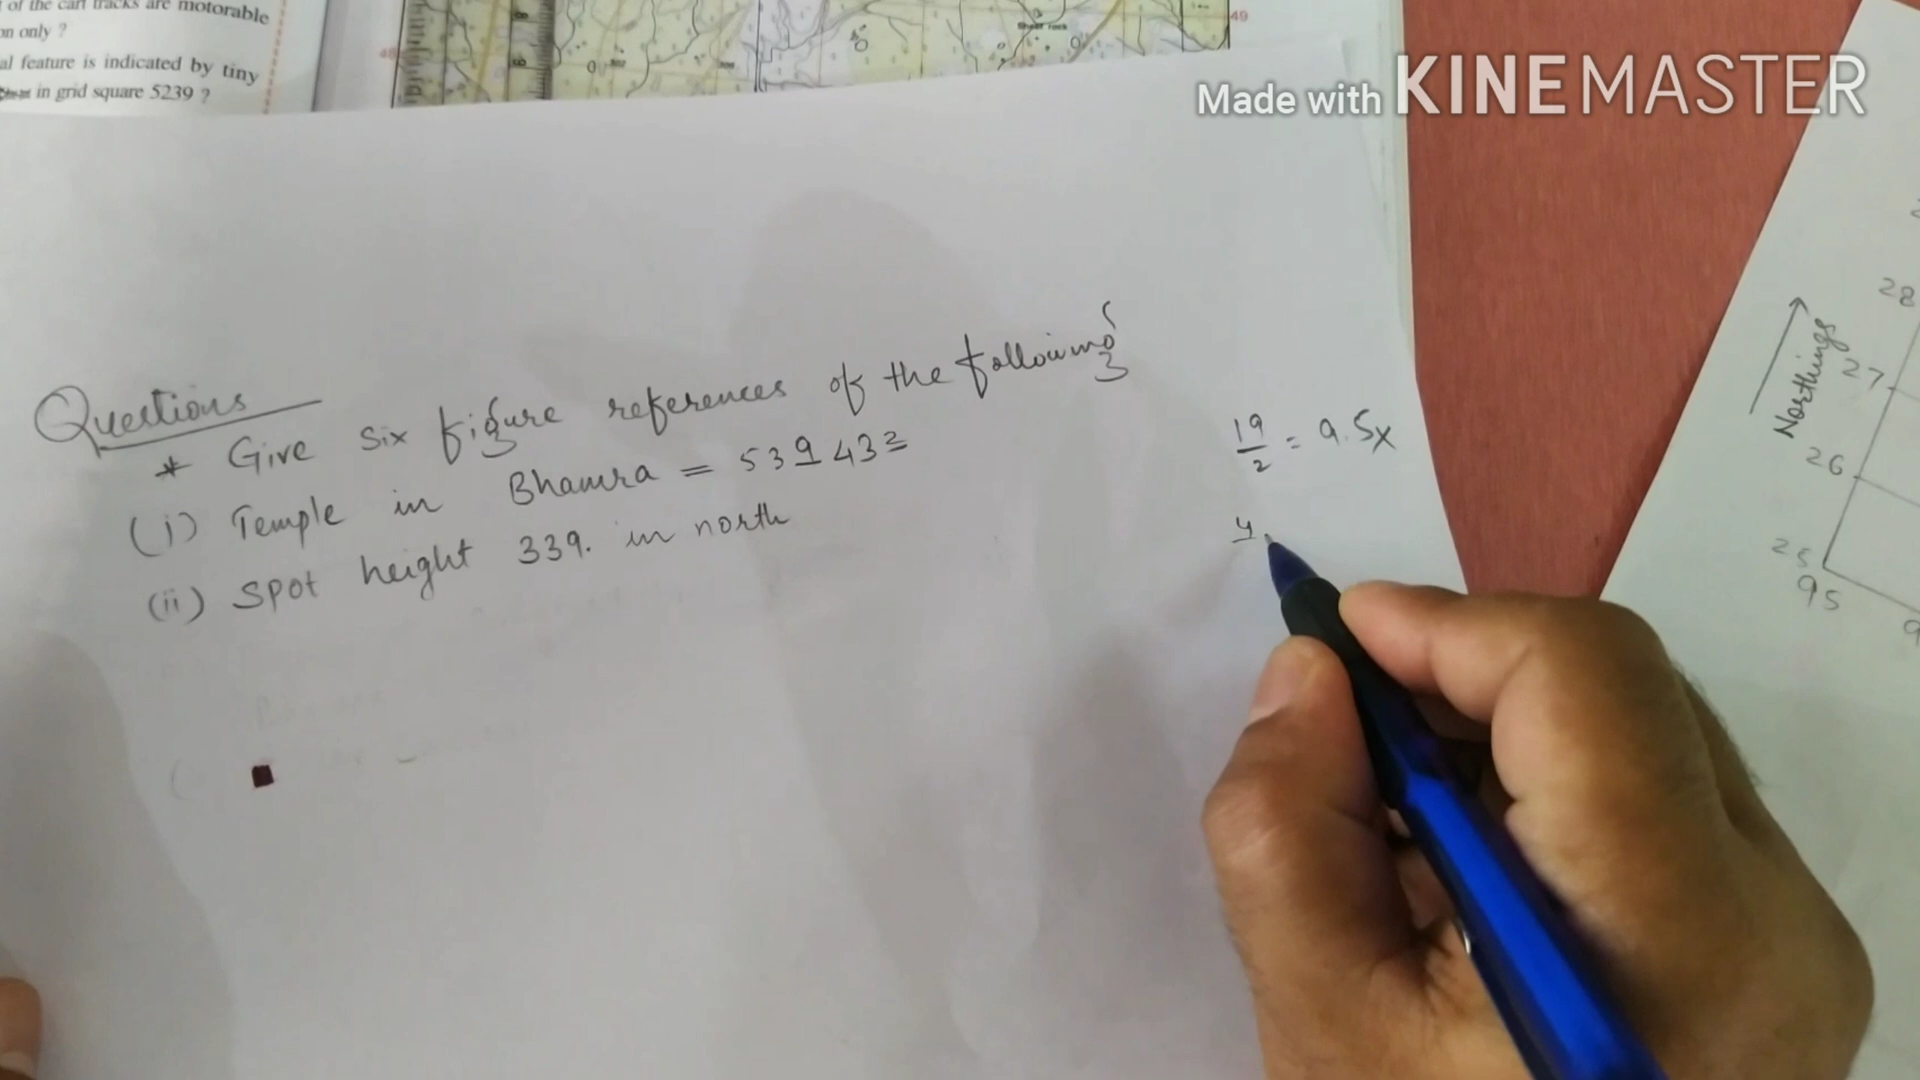 of the cart tracks are motorable
on only ?
al feature is indicated by tiny
in grid square 5239 ?
49
Made with KINEMASTER
Questions
* Give six figure references of the following
(i) Temple in Bhamra = 539432
(ii) Spot height 339. in north
19/2 = 9.5x
4
Northings
28
27
26
25
95
9